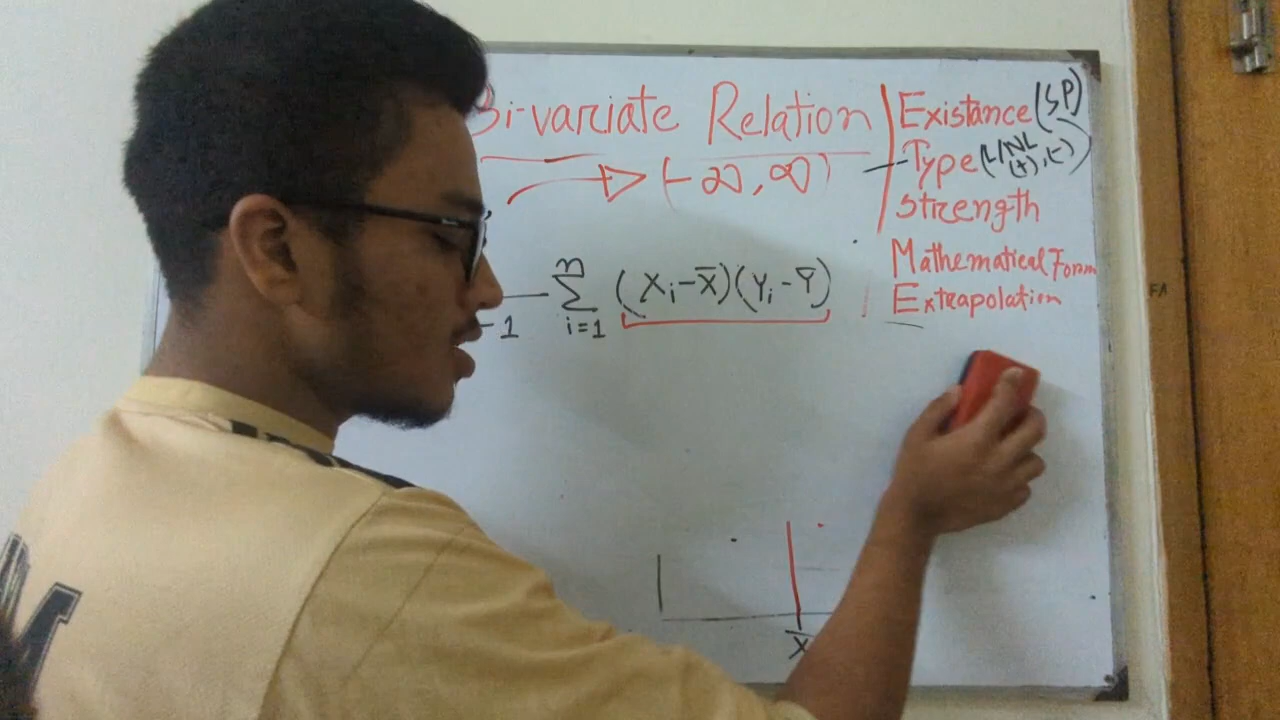 Bi-variate Relation
(-∞, ∞)
Existance (SP)
Type (L/NL
(+), (-))
Strength
Mathematical Form
Extrapolation
n
∑ (Xi-X̄)(Yi-Ȳ)
-1 i=1
X̄